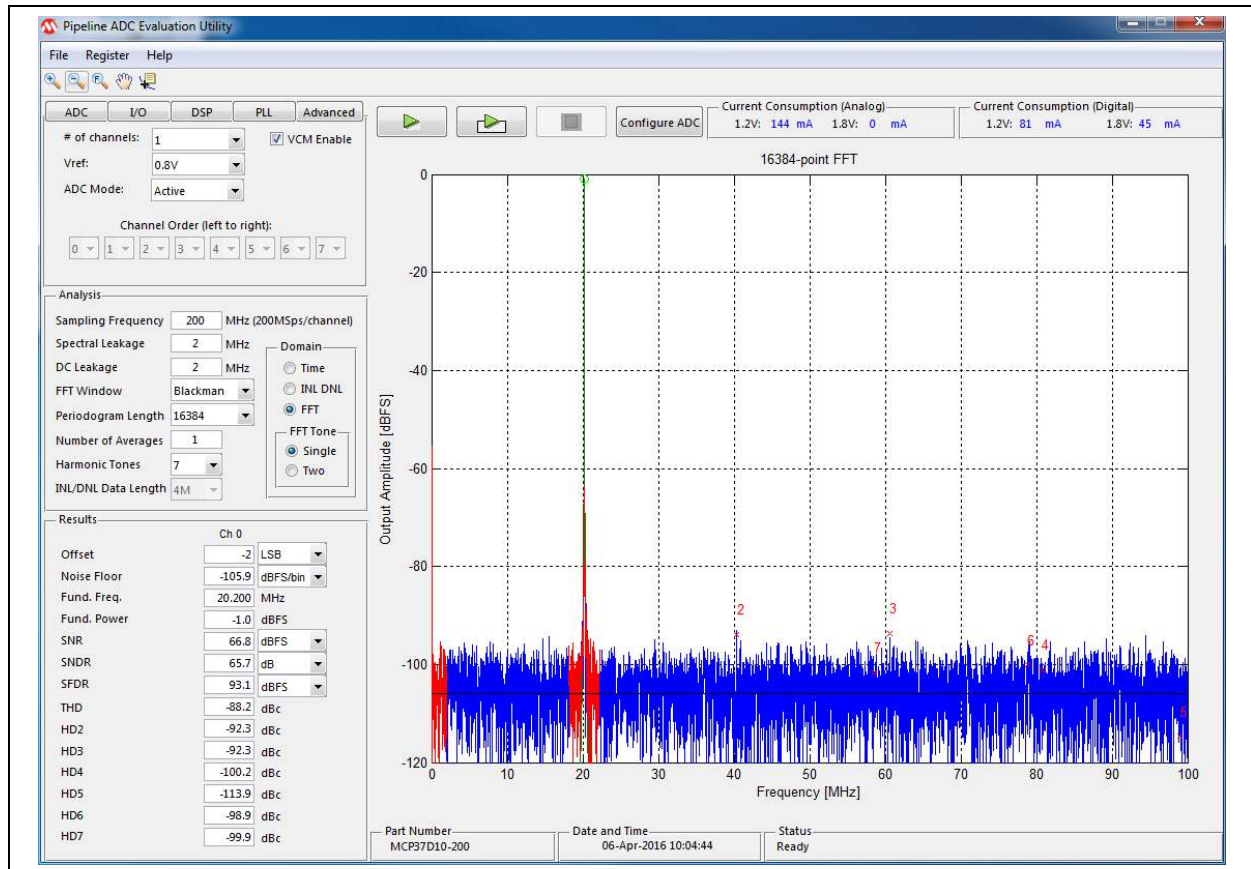 Pipeline ADC Evaluation Utility
File Register Help
ADC I/O DSP PLL Advanced
# of channels: 1 VCM Enable
Vref: 0.8V
ADC Mode: Active
Channel Order (left to right):
0 1 2 3 4 5 6 7
Analysis
Sampling Frequency 200 MHz (200MSps/channel)
Spectral Leakage 2 MHz
DC Leakage 2 MHz
FFT Window Blackman
Periodogram Length 16384
Number of Averages 1
Harmonic Tones 7
INL/DNL Data Length 4M
Domain
Time
INL DNL
FFT
FFT Tone
Single
Two
Results
Ch 0
Offset -2 LSB
Noise Floor -105.9 dBFS/bin
Fund. Freq. 20.200 MHz
Fund. Power -1.0 dBFS
SNR 66.8 dBFS
SNDR 65.7 dB
SFDR 93.1 dBFS
THD -88.2 dBc
HD2 -92.3 dBc
HD3 -92.3 dBc
HD4 -100.2 dBc
HD5 -113.9 dBc
HD6 -98.9 dBc
HD7 -99.9 dBc
Configure ADC
Current Consumption (Analog)
1.2V: 144 mA 1.8V: 0 mA
Current Consumption (Digital)
1.2V: 81 mA 1.8V: 45 mA
16384-point FFT
Output Amplitude [dBFS]
0
-20
-40
-60
-80
-100
-120
2
3
7
6
4
5
0 10 20 30 40 50 60 70 80 90 100
Frequency [MHz]
Part Number
MCP37D10-200
Date and Time
06-Apr-2016 10:04:44
Status
Ready